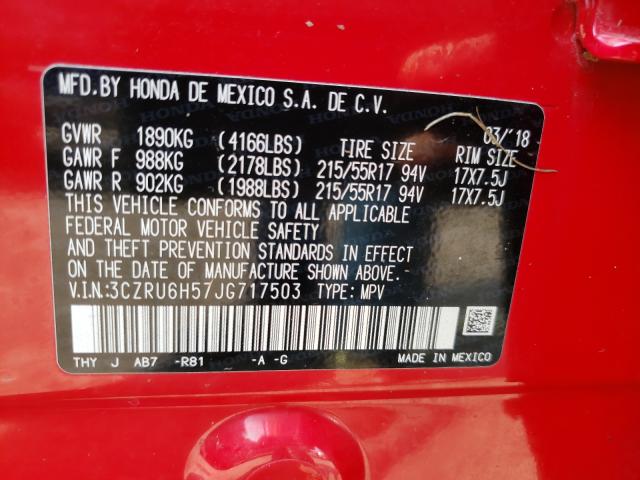 MFD.BY HONDA DE MEXICO S.A. DE C.V.
03/'18
GVWR 1890KG (4166LBS) TIRE SIZE RIM SIZE
GAWR F 988KG (2178LBS) 215/55R17 94V 17X7.5J
GAWR R 902KG (1988LBS) 215/55R17 94V 17X7.5J
THIS VEHICLE CONFORMS TO ALL APPLICABLE
FEDERAL MOTOR VEHICLE SAFETY
AND THEFT PREVENTION STANDARDS IN EFFECT
ON THE DATE OF MANUFACTURE SHOWN ABOVE.
V.I.N.:3CZRU6H57JG717503 TYPE: MPV
THY J AB7 -R81 -A -G MADE IN MEXICO